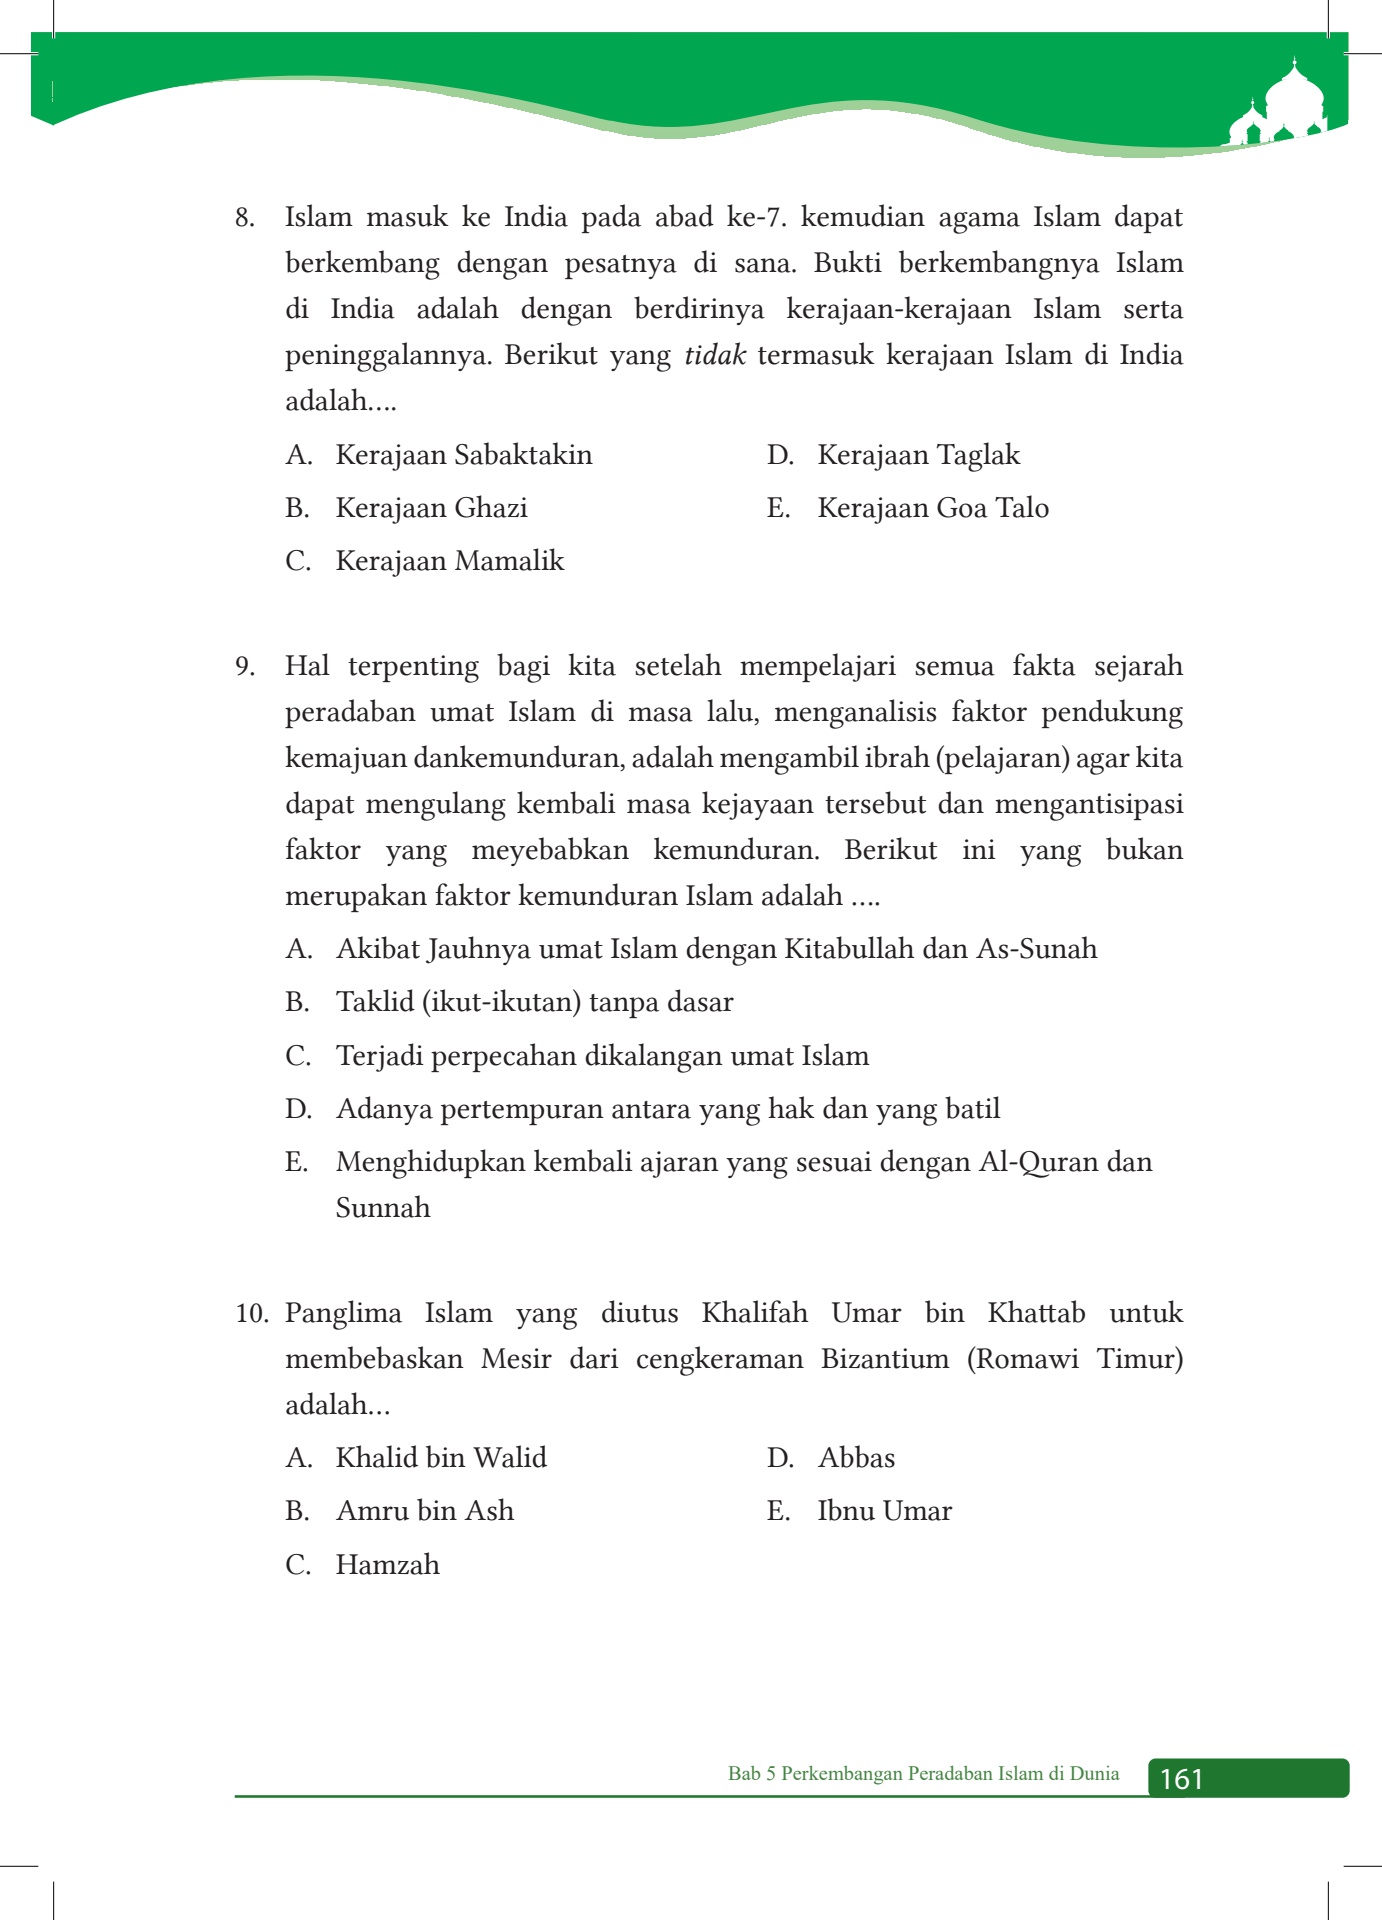 8. Islam masuk ke India pada abad ke-7. kemudian agama Islam dapat
berkembang dengan pesatnya di sana. Bukti berkembangnya Islam
di India adalah dengan berdirinya kerajaan-kerajaan Islam serta
peninggalannya. Berikut yang tidak termasuk kerajaan Islam di India
adalah....
A. Kerajaan Sabaktakin
B. Kerajaan Ghazi
C. Kerajaan Mamalik
D. Kerajaan Taglak
E. Kerajaan Goa Talo
9. Hal terpenting bagi kita setelah mempelajari semua fakta sejarah
peradaban umat Islam di masa lalu, menganalisis faktor pendukung
kemajuan dankemunduran, adalah mengambil ibrah (pelajaran) agar kita
dapat mengulang kembali masa kejayaan tersebut dan mengantisipasi
faktor yang meyebabkan kemunduran. Berikut ini yang bukan
merupakan faktor kemunduran Islam adalah ....
A. Akibat Jauhnya umat Islam dengan Kitabullah dan As-Sunah
B. Taklid (ikut-ikutan) tanpa dasar
C. Terjadi perpecahan dikalangan umat Islam
D. Adanya pertempuran antara yang hak dan yang batil
E. Menghidupkan kembali ajaran yang sesuai dengan Al-Quran dan
Sunnah
10. Panglima Islam yang diutus Khalifah Umar bin Khattab untuk
membebaskan Mesir dari cengkeraman Bizantium (Romawi Timur)
adalah...
A. Khalid bin Walid
B. Amru bin Ash
C. Hamzah
D. Abbas
E. Ibnu Umar
Bab 5 Perkembangan Peradaban Islam di Dunia 161